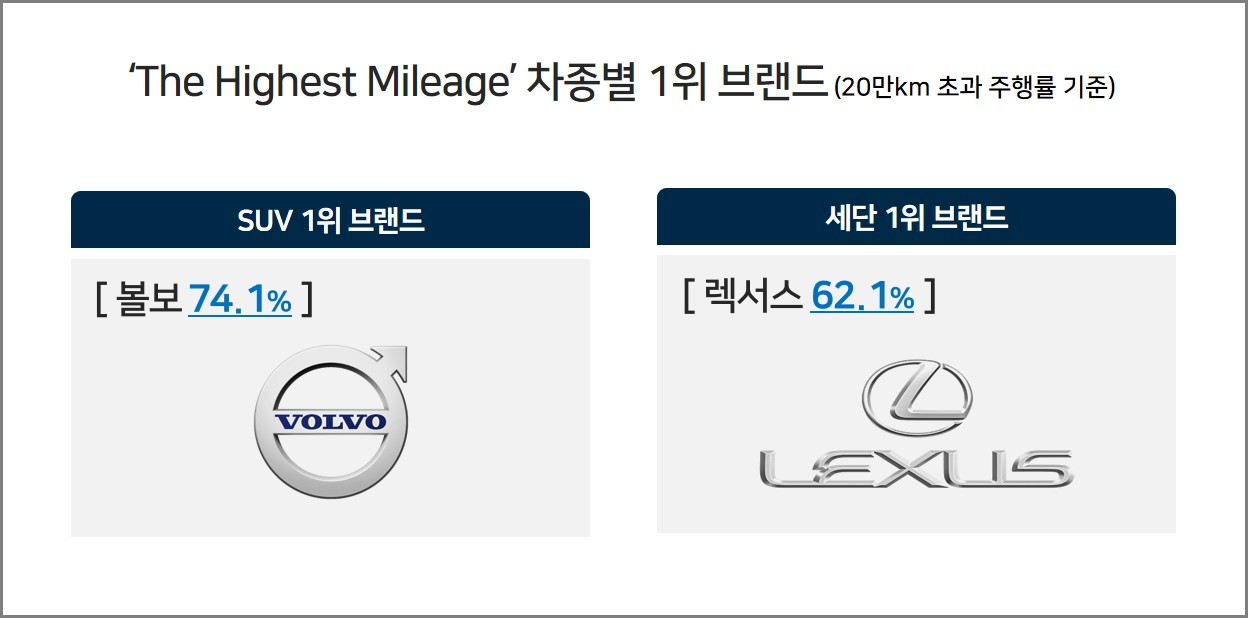 ‘The Highest Mileage’ 차종별 1위 브랜드 (20만km 초과 주행률 기준)
SUV 1위 브랜드
[ 볼보 74.1% ]
VOLVO
세단 1위 브랜드
[ 렉서스 62.1% ]
LEXUS